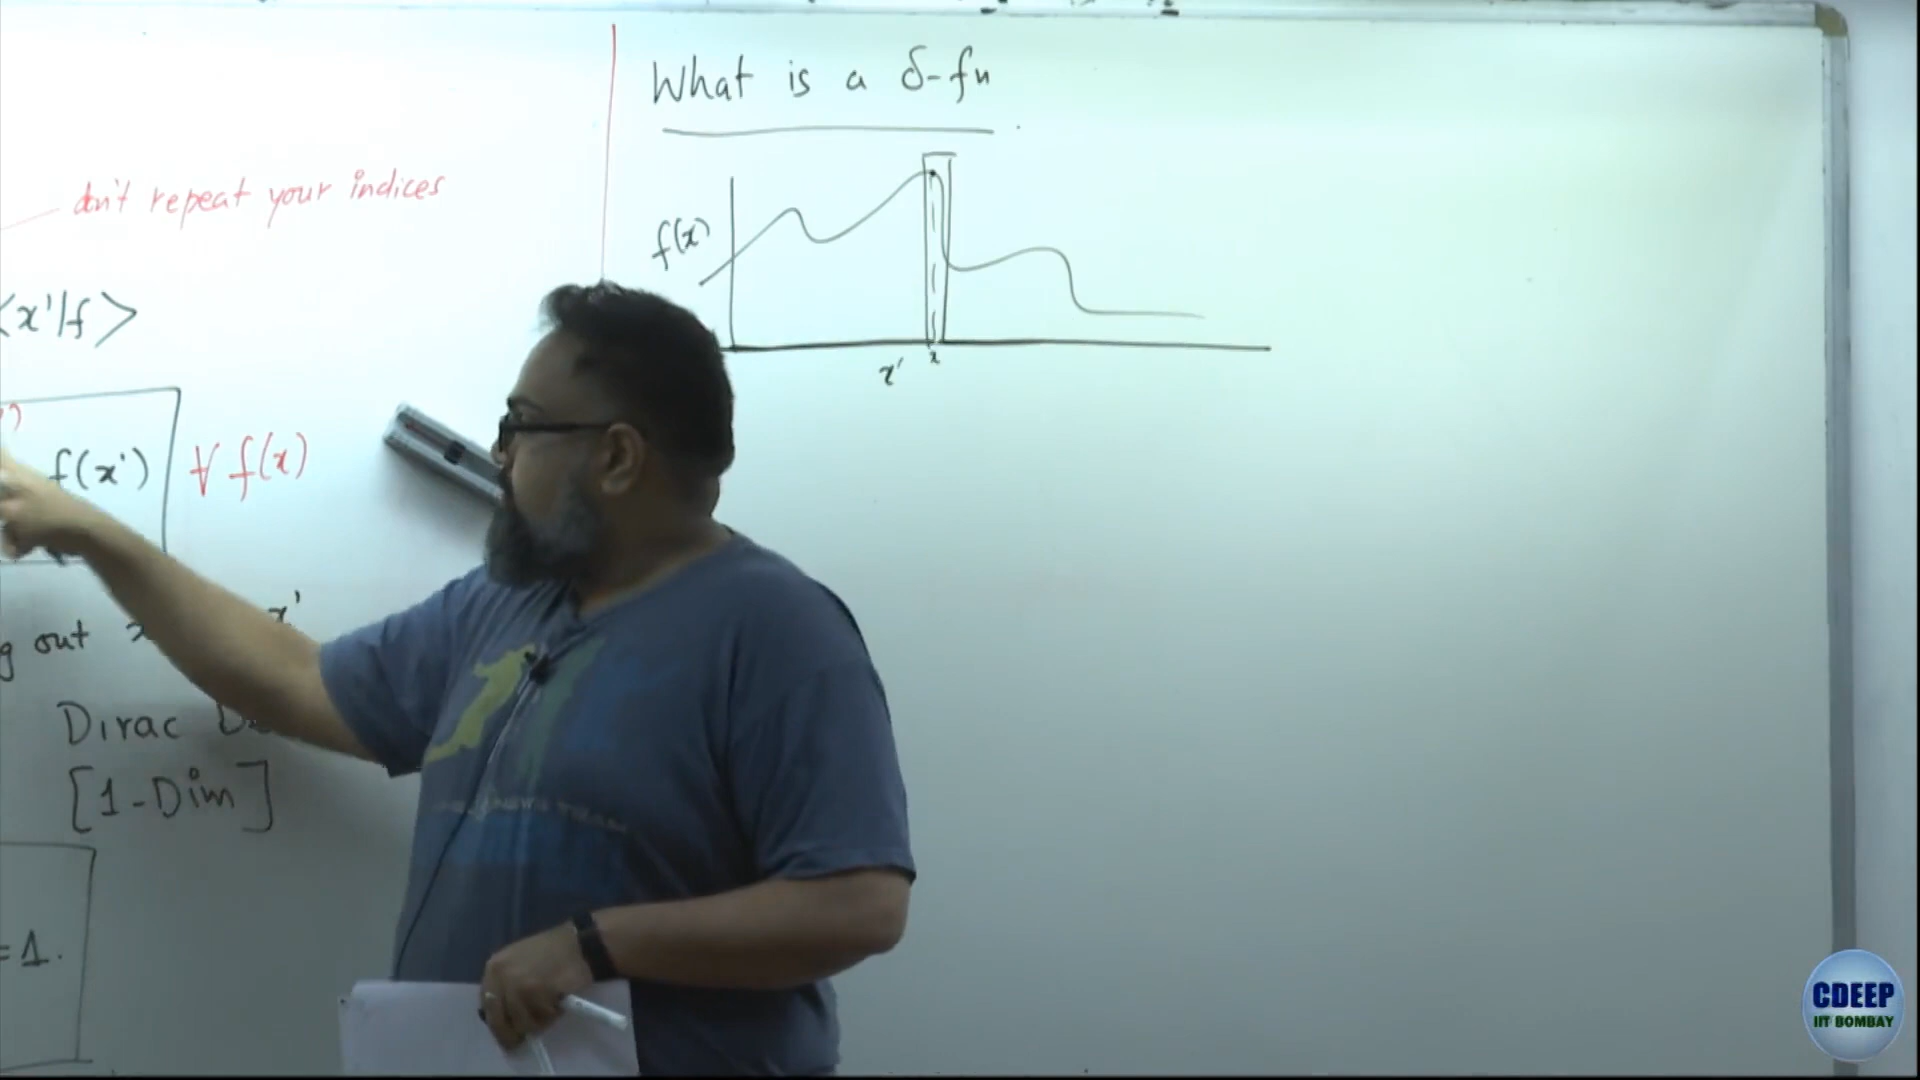 don't repeat your indices
<x'|f>
f(x') ∀ f(x)
out x'
Dirac
[1-Dim]
=1.
What is a δ-fn
f(x)
x' x
CDEEP
IIT BOMBAY